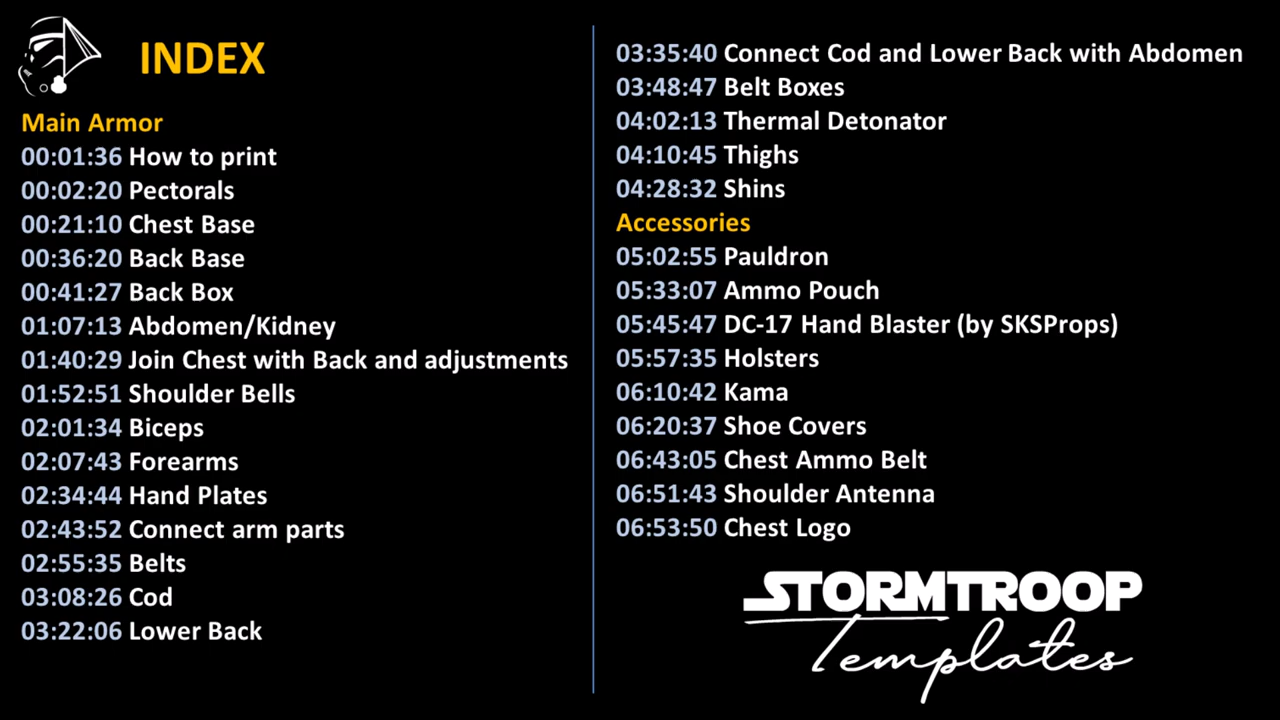 INDEX
Main Armor
00:01:36 How to print
00:02:20 Pectorals
00:21:10 Chest Base
00:36:20 Back Base
00:41:27 Back Box
01:07:13 Abdomen/Kidney
01:40:29 Join Chest with Back and adjustments
01:52:51 Shoulder Bells
02:01:34 Biceps
02:07:43 Forearms
02:34:44 Hand Plates
02:43:52 Connect arm parts
02:55:35 Belts
03:08:26 Cod
03:22:06 Lower Back
03:35:40 Connect Cod and Lower Back with Abdomen
03:48:47 Belt Boxes
04:02:13 Thermal Detonator
04:10:45 Thighs
04:28:32 Shins
Accessories
05:02:55 Pauldron
05:33:07 Ammo Pouch
05:45:47 DC-17 Hand Blaster (by SKSProps)
05:57:35 Holsters
06:10:42 Kama
06:20:37 Shoe Covers
06:43:05 Chest Ammo Belt
06:51:43 Shoulder Antenna
06:53:50 Chest Logo
STORMTROOP
Templates